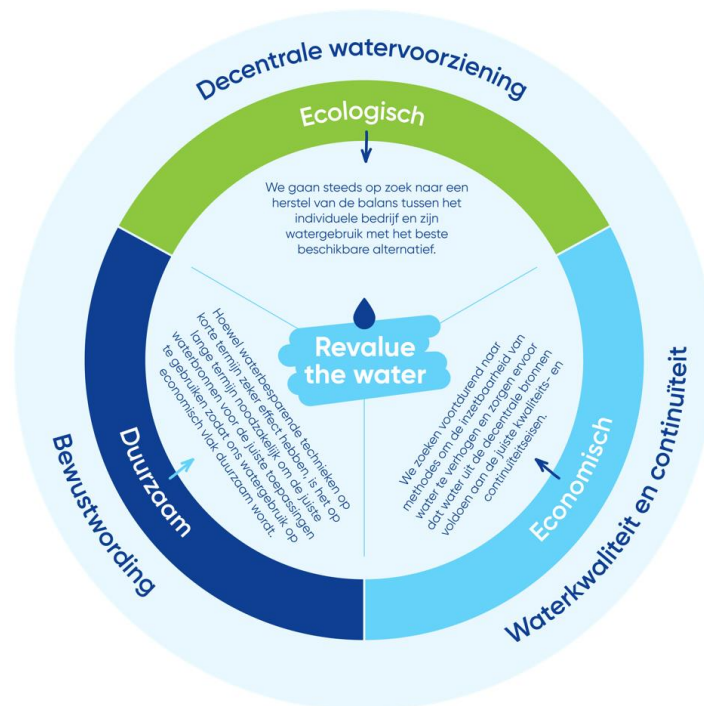 Decentrale watervoorziening
Ecologisch
We gaan steeds op zoek naar een
herstel van de balans tussen het
individuele bedrijf en zijn
watergebruik met het beste
beschikbare alternatief.
Revalue
the water
Hoewel waterbesparende technieken op
korte termijn zeker effect hebben, is het op
lange termijn noodzakelijk om de juiste
waterbronnen voor de juiste toepassingen
te gebruiken zodat ons watergebruik op
economisch vlak duurzaam wordt.
Duurzaam
Bewustwording
We zoeken voortdurend naar
methodes om de inzetbaarheid van
water te verhogen en zorgen ervoor
dat water uit de decentrale bronnen
voldoen aan de juiste kwaliteits- en
continuïteitseisen.
Economisch
Waterkwaliteit en continuïteit